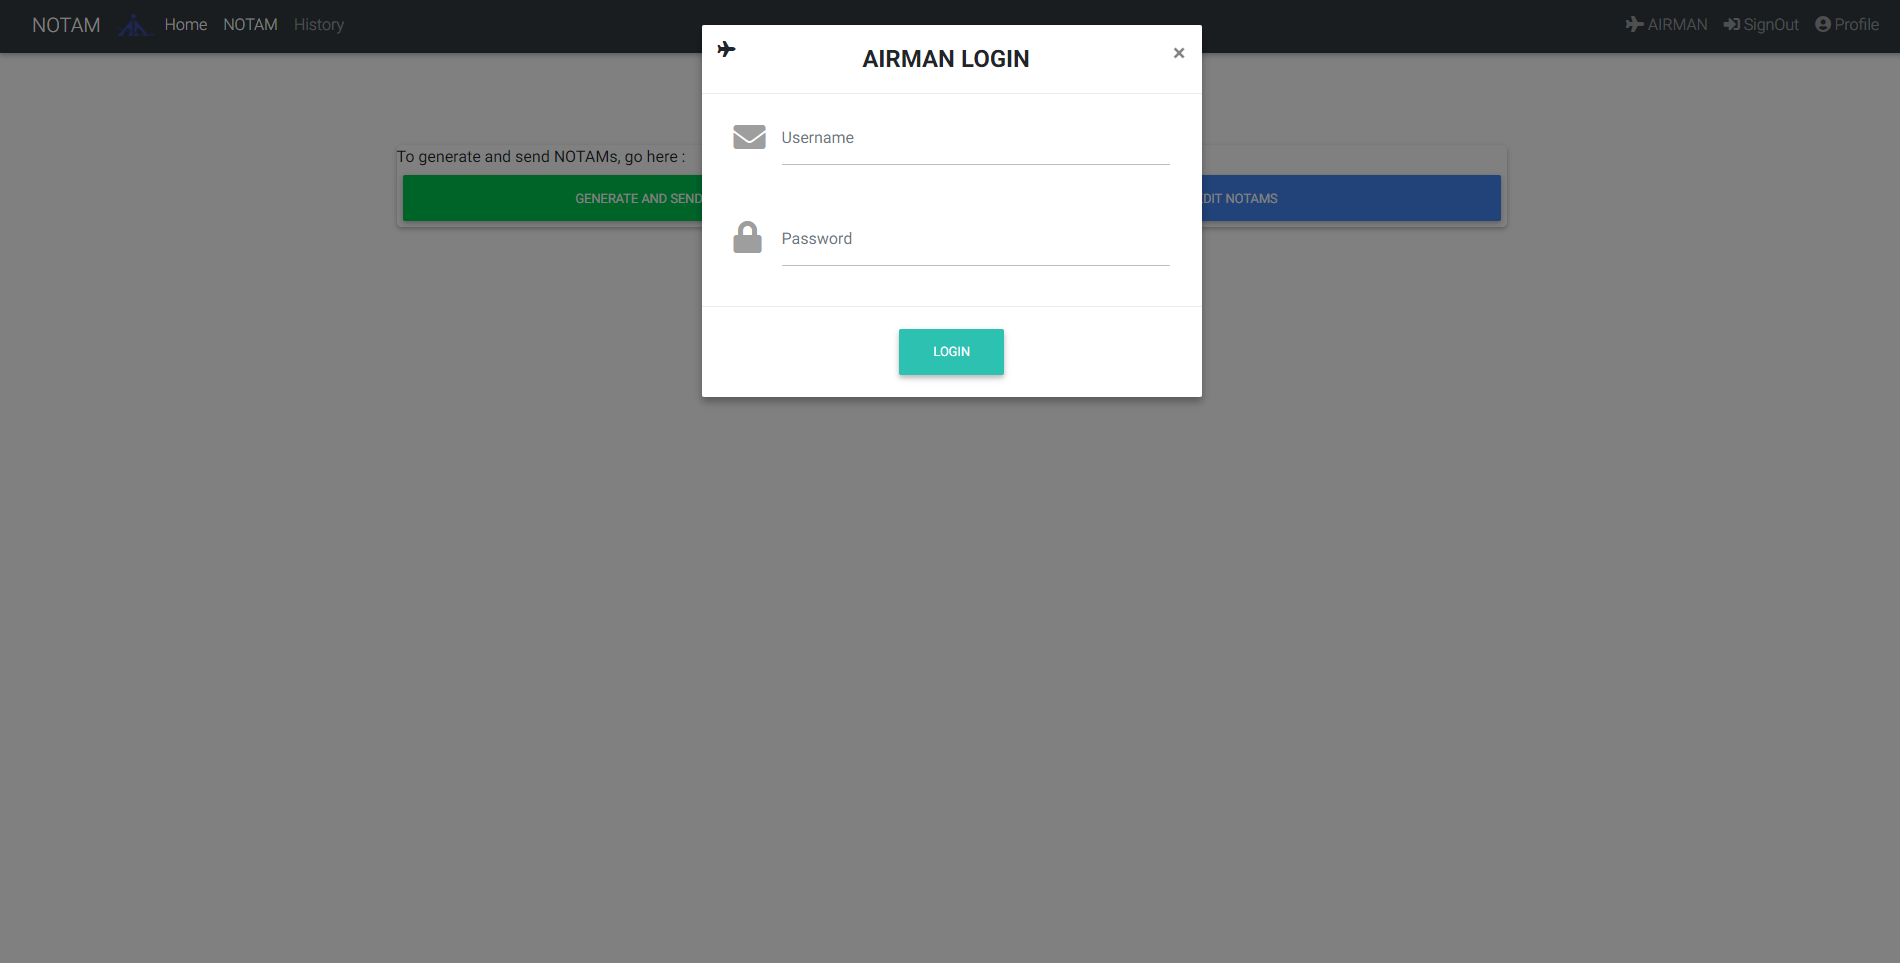 NOTAM Home NOTAM History AIRMAN SignOut Profile
AIRMAN LOGIN ×
Username
To generate and send NOTAMs, go here :
GENERATE AND SEND DIT NOTAMS
Password
LOGIN